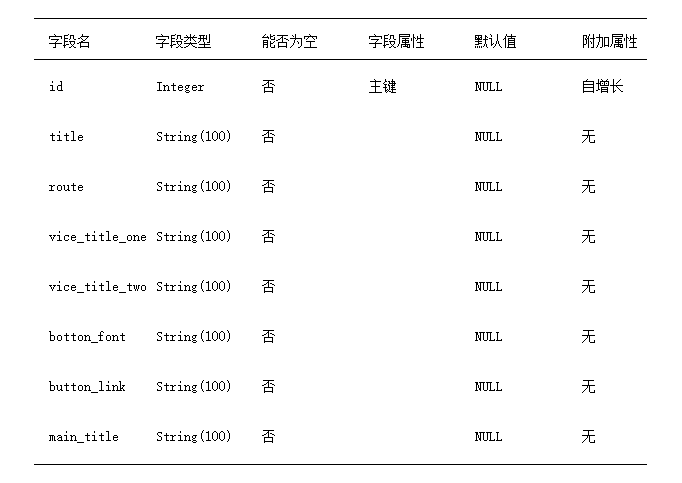 字段名 字段类型 能否为空 字段属性 默认值 附加属性
id Integer 否 主键 NULL 自增长
title String(100) 否 NULL 无
route String(100) 否 NULL 无
vice_title_one String(100) 否 NULL 无
vice_title_two String(100) 否 NULL 无
botton_font String(100) 否 NULL 无
button_link String(100) 否 NULL 无
main_title String(100) 否 NULL 无